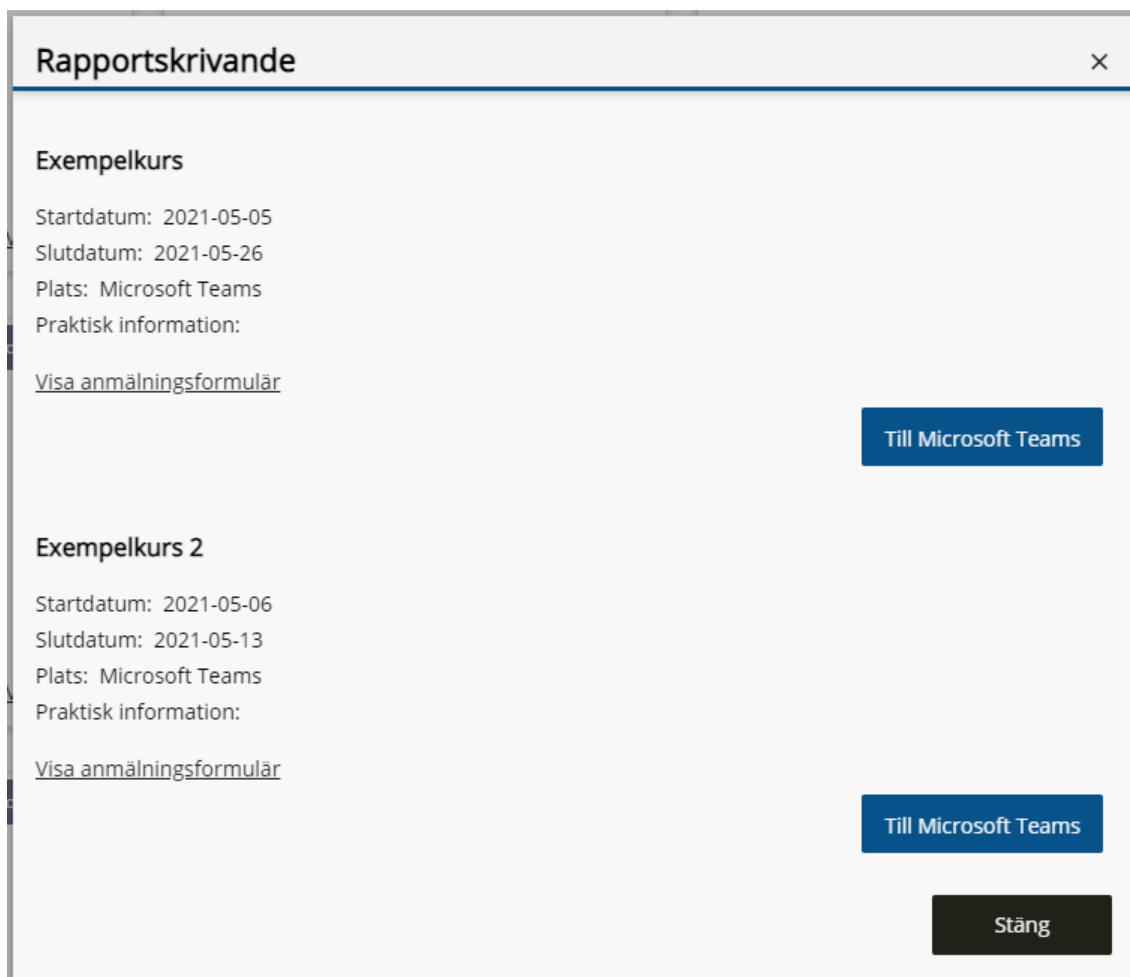 Rapportskrivande
Exempelkurs
Startdatum: 2021-05-05
Slutdatum: 2021-05-26
Plats: Microsoft Teams
Praktisk information:
Visa anmälningsformulär
Till Microsoft Teams
Exempelkurs 2
Startdatum: 2021-05-06
Slutdatum: 2021-05-13
Plats: Microsoft Teams
Praktisk information:
Visa anmälningsformulär
Till Microsoft Teams
Stäng